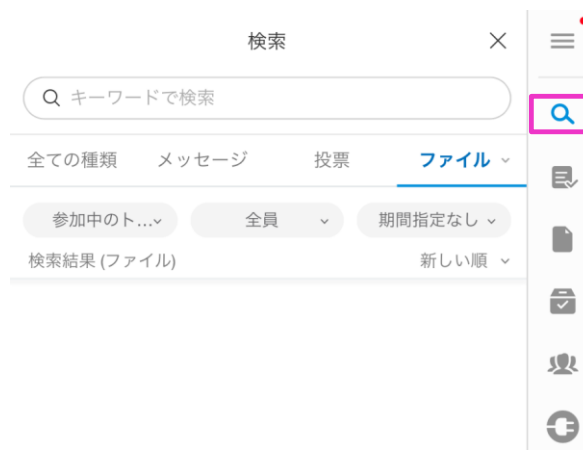 検索
キーワードで検索
全ての種類 メッセージ 投票 ファイル
参加中のト... 全員 期間指定なし
検索結果 (ファイル) 新しい順